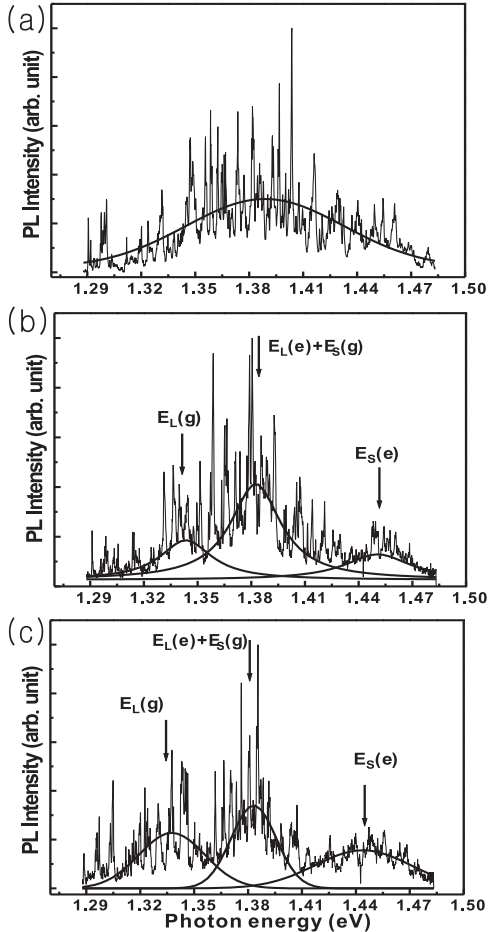 (a)
PL Intensity (arb. unit)
1.29 1.32 1.35 1.38 1.41 1.44 1.47 1.50
(b)
E_L(e)+E_S(g)
E_L(g)
E_S(e)
PL Intensity (arb. unit)
1.29 1.32 1.35 1.38 1.41 1.44 1.47 1.50
(c)
E_L(e)+E_S(g)
E_L(g)
E_S(e)
PL Intensity (arb. unit)
1.29 1.32 1.35 1.38 1.41 1.44 1.47 1.50
Photon energy (eV)